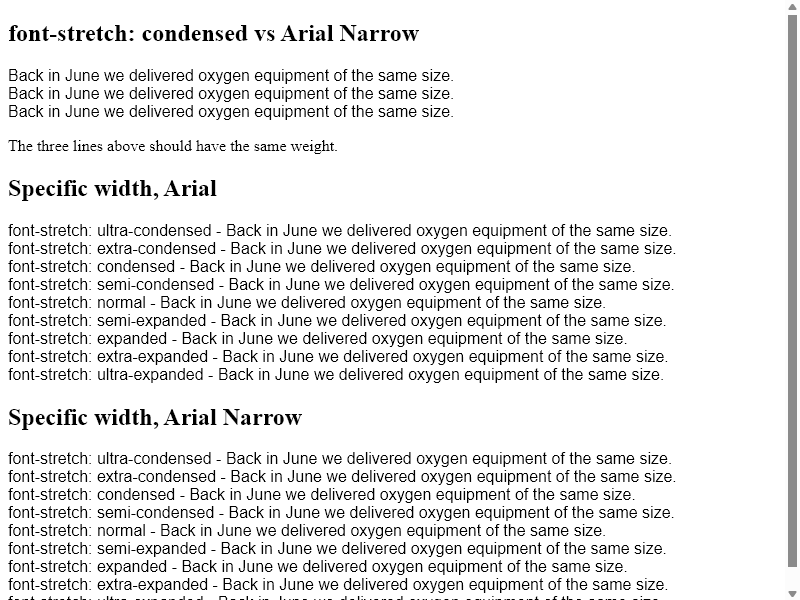 font-stretch: condensed vs Arial Narrow
Back in June we delivered oxygen equipment of the same size.
Back in June we delivered oxygen equipment of the same size.
Back in June we delivered oxygen equipment of the same size.
The three lines above should have the same weight.
Specific width, Arial
font-stretch: ultra-condensed - Back in June we delivered oxygen equipment of the same size.
font-stretch: extra-condensed - Back in June we delivered oxygen equipment of the same size.
font-stretch: condensed - Back in June we delivered oxygen equipment of the same size.
font-stretch: semi-condensed - Back in June we delivered oxygen equipment of the same size.
font-stretch: normal - Back in June we delivered oxygen equipment of the same size.
font-stretch: semi-expanded - Back in June we delivered oxygen equipment of the same size.
font-stretch: expanded - Back in June we delivered oxygen equipment of the same size.
font-stretch: extra-expanded - Back in June we delivered oxygen equipment of the same size.
font-stretch: ultra-expanded - Back in June we delivered oxygen equipment of the same size.
Specific width, Arial Narrow
font-stretch: ultra-condensed - Back in June we delivered oxygen equipment of the same size.
font-stretch: extra-condensed - Back in June we delivered oxygen equipment of the same size.
font-stretch: condensed - Back in June we delivered oxygen equipment of the same size.
font-stretch: semi-condensed - Back in June we delivered oxygen equipment of the same size.
font-stretch: normal - Back in June we delivered oxygen equipment of the same size.
font-stretch: semi-expanded - Back in June we delivered oxygen equipment of the same size.
font-stretch: expanded - Back in June we delivered oxygen equipment of the same size.
font-stretch: extra-expanded - Back in June we delivered oxygen equipment of the same size.